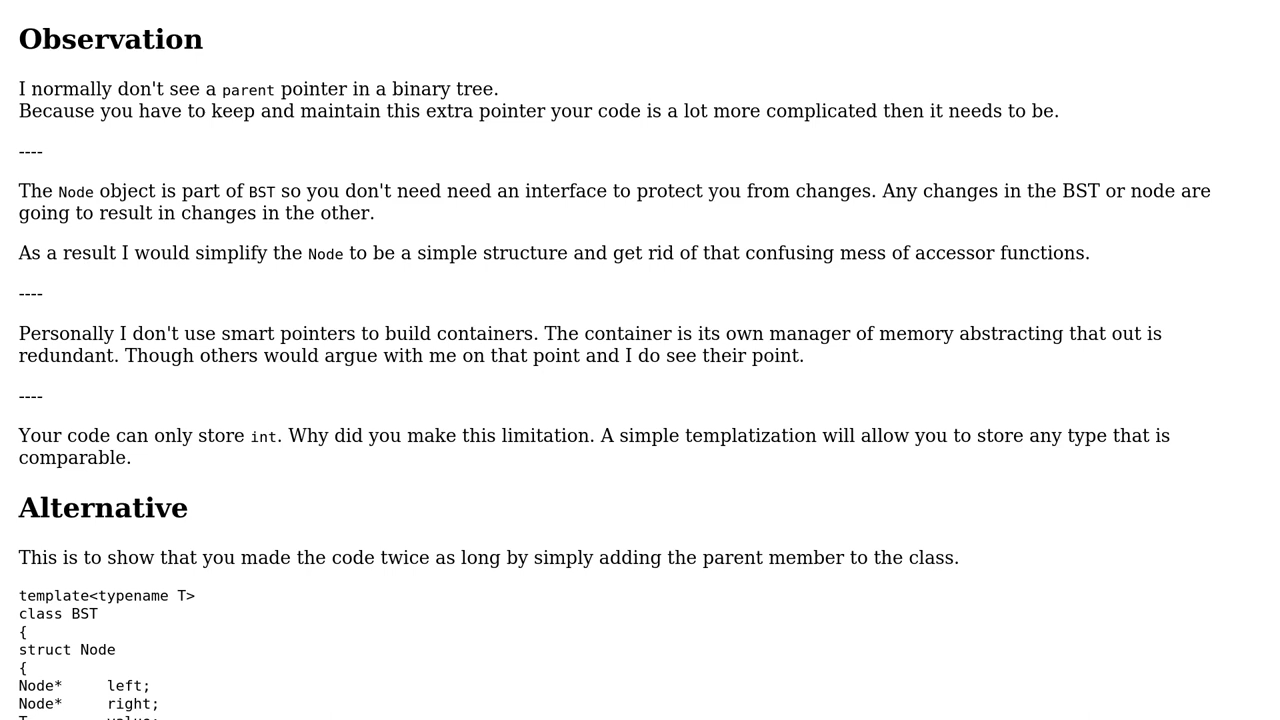 Observation
I normally don't see a parent pointer in a binary tree.
Because you have to keep and maintain this extra pointer your code is a lot more complicated then it needs to be.
----
The Node object is part of BST so you don't need need an interface to protect you from changes. Any changes in the BST or node are
going to result in changes in the other.
As a result I would simplify the Node to be a simple structure and get rid of that confusing mess of accessor functions.
----
Personally I don't use smart pointers to build containers. The container is its own manager of memory abstracting that out is
redundant. Though others would argue with me on that point and I do see their point.
----
Your code can only store int. Why did you make this limitation. A simple templatization will allow you to store any type that is
comparable.
Alternative
This is to show that you made the code twice as long by simply adding the parent member to the class.
template<typename T>
class BST
{
struct Node
{
Node*     left;
Node*     right;
T         value;